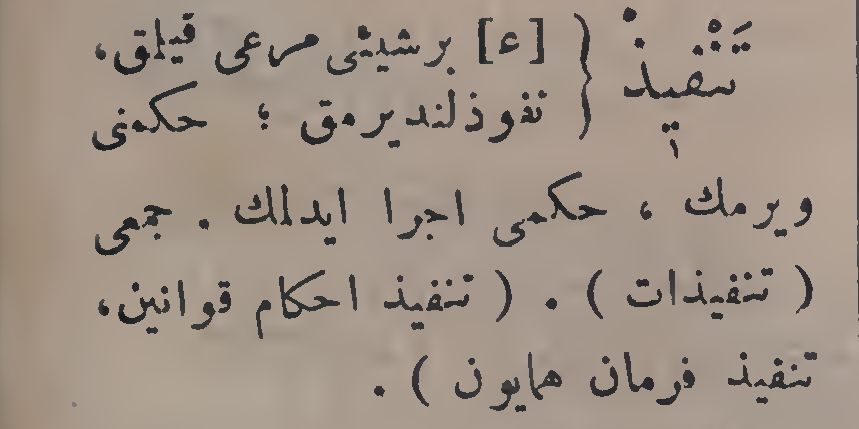 تَنْفيذ { [ع] برشيئى مرعى قيلمق،
نفوذلنديرمق ؛ حكمنى
ويرمك ، حكمى اجرا ايدلمك . جمعى
( تنفيذات ) . ( تنفيذ احكام قوانين،
تنفيذ فرمان همايون ) .